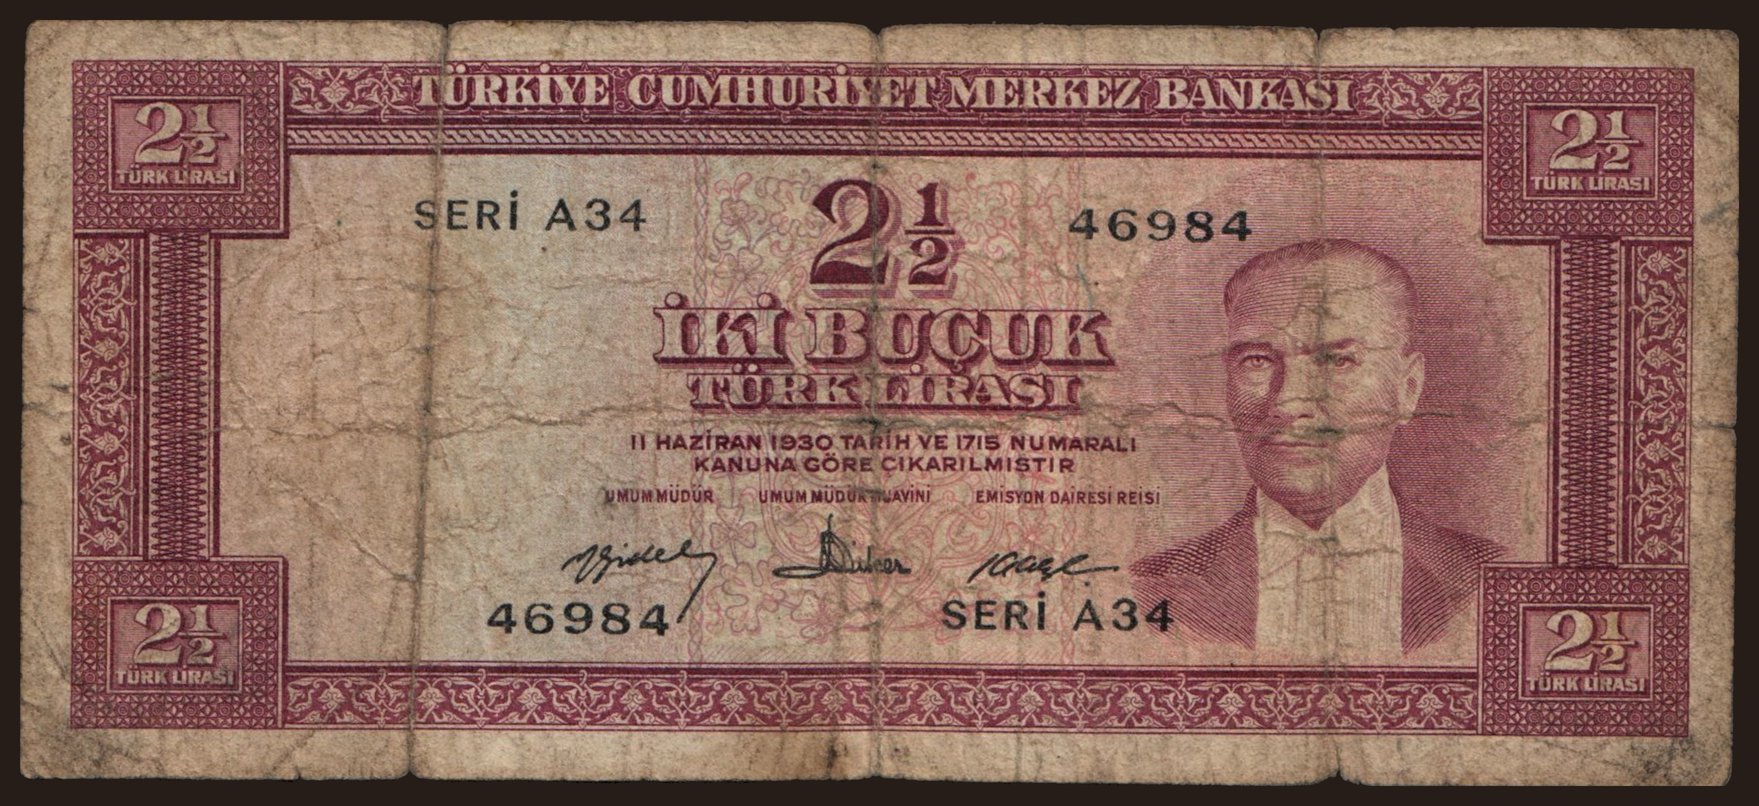 TÜRKİYE CUMHURİYET MERKEZ BANKASI
2½
TÜRK LİRASI
2½
TÜRK LİRASI
SERİ A34
2½
46984
İKİ BUÇUK
TÜRK LİRASI
11 HAZİRAN 1930 TARİH VE 1715 NUMARALI
KANUNA GÖRE ÇIKARILMIŞTIR
UMUM MÜDÜR UMUM MÜDÜR MUAVİNİ EMİSYON DAİRESİ REİSİ
46984
SERİ A34
2½
TÜRK LİRASI
2½
TÜRK LİRASI